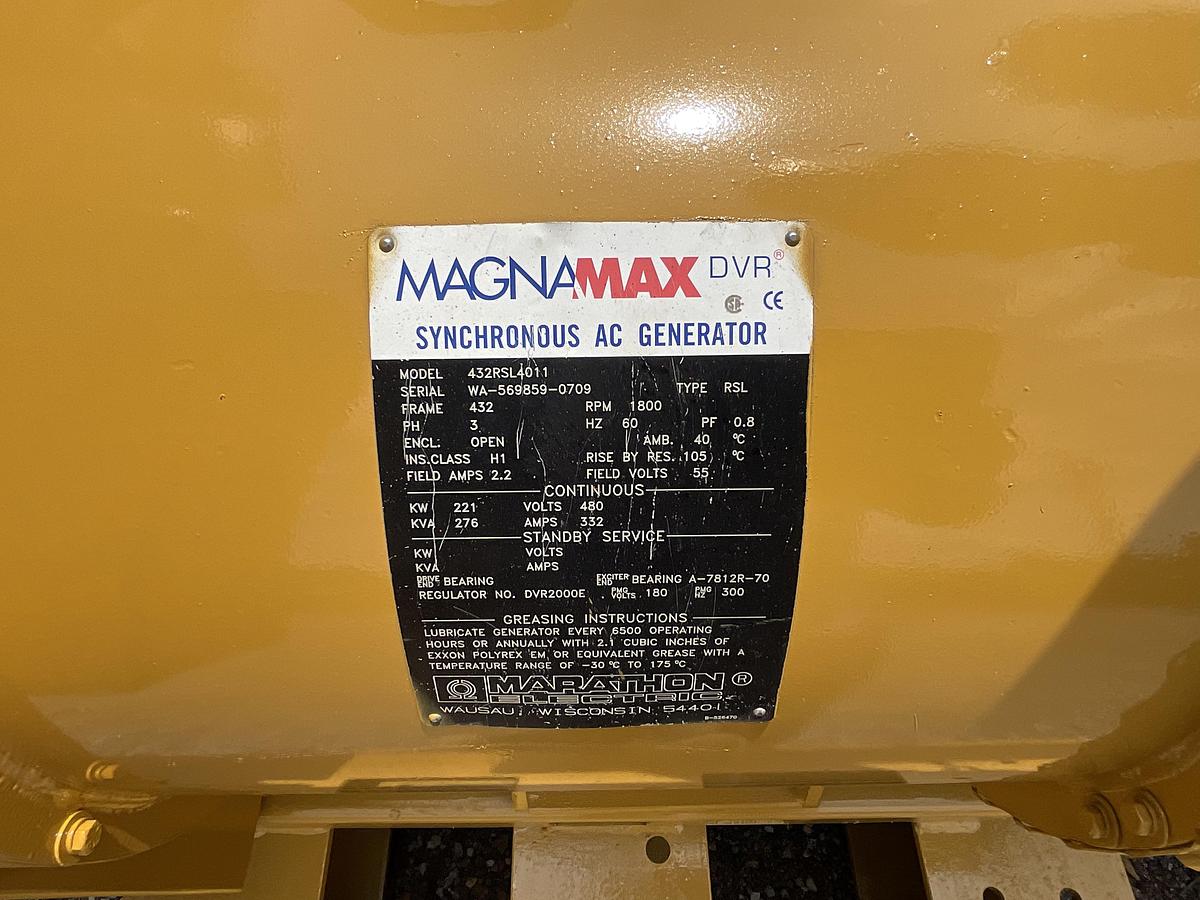 MAGNAMAX DVR®
SA CE
SYNCHRONOUS AC GENERATOR
MODEL 432RSL4011
SERIAL WA-569859-0709 TYPE RSL
FRAME 432 RPM 1800
PH 3 HZ 60 PF 0.8
ENCL. OPEN AMB. 40 °C
INS.CLASS H1 RISE BY RES. 105 °C
FIELD AMPS 2.2 FIELD VOLTS 55
CONTINUOUS
KW 221 VOLTS 480
KVA 276 AMPS 332
STANDBY SERVICE
KW VOLTS
KVA AMPS
DRIVE END BEARING EXCITER END BEARING A-7812R-70
REGULATOR NO. DVR2000E PMG VOLTS 180 PMG HZ 300
GREASING INSTRUCTIONS
LUBRICATE GENERATOR EVERY 6500 OPERATING
HOURS OR ANNUALLY WITH 2.1 CUBIC INCHES OF
EXXON POLYREX EM OR EQUIVALENT GREASE WITH A
TEMPERATURE RANGE OF -30 °C TO 175 °C
MARATHON ®
ELECTRIC
WAUSAU, WISCONSIN 54401
B-526470